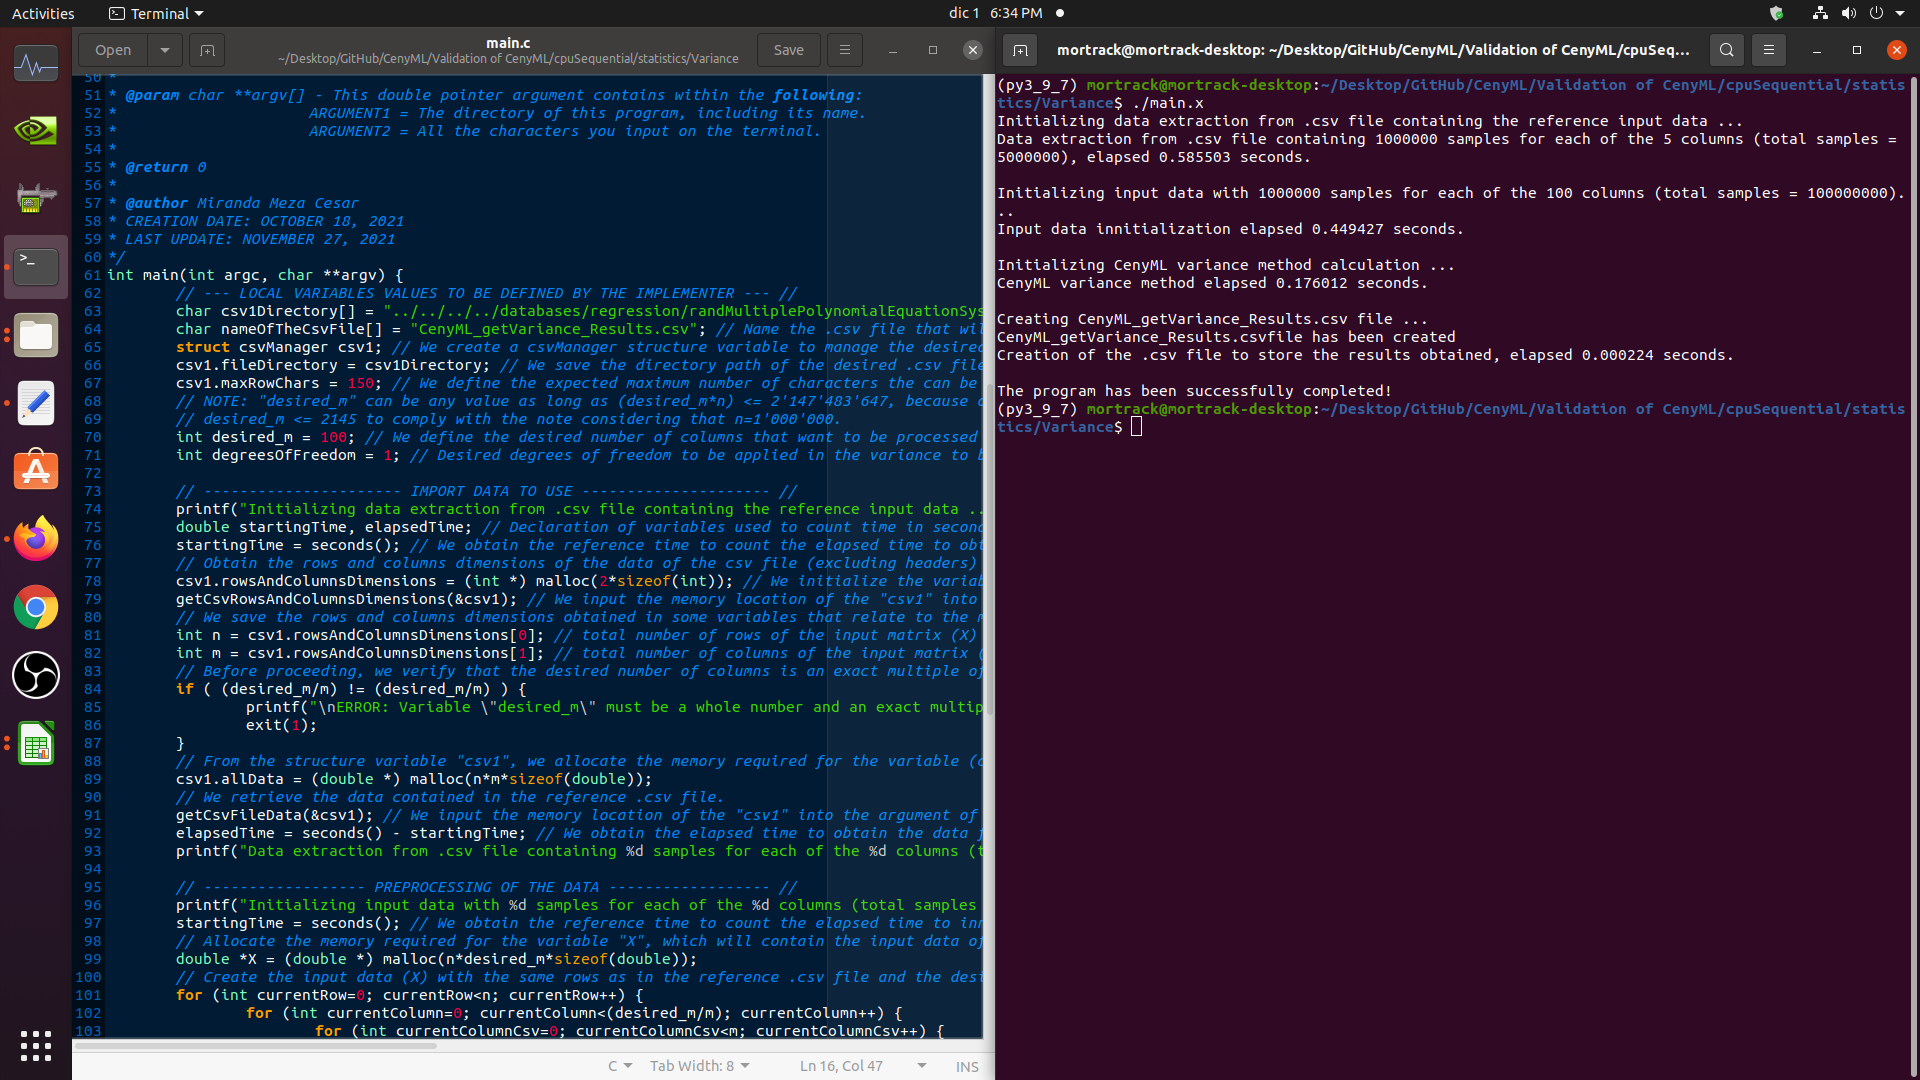 Activities
Terminal
dic 1 6:34 PM
Open
main.c
~/Desktop/GitHub/CenyML/Validation of CenyML/cpuSequential/statistics/Variance
Save
50 *
51 * @param char **argv[] - This double pointer argument contains within the following:
52 * ARGUMENT1 = The directory of this program, including its name.
53 * ARGUMENT2 = All the characters you input on the terminal.
54 *
55 * @return 0
56 *
57 * @author Miranda Meza Cesar
58 * CREATION DATE: OCTOBER 18, 2021
59 * LAST UPDATE: NOVEMBER 27, 2021
60 */
61 int main(int argc, char **argv) {
62 // --- LOCAL VARIABLES VALUES TO BE DEFINED BY THE IMPLEMENTER --- //
63 char csv1Directory[] = "../../../../databases/regression/randMultiplePolynomialEquationSys
64 char nameOfTheCsvFile[] = "CenyML_getVariance_Results.csv"; // Name the .csv file that wil
65 struct csvManager csv1; // We create a csvManager structure variable to manage the desired
66 csv1.fileDirectory = csv1Directory; // We save the directory path of the desired .csv file
67 csv1.maxRowChars = 150; // We define the expected maximum number of characters the can be
68 // NOTE: "desired_m" can be any value as long as (desired_m*n) <= 2'147'483'647, because
69 // desired_m <= 2145 to comply with the note considering that n=1'000'000.
70 int desired_m = 100; // We define the desired number of columns that want to be processed
71 int degreesOfFreedom = 1; // Desired degrees of freedom to be applied in the variance to b
72
73 // ---------------------- IMPORT DATA TO USE --------------------- //
74 printf("Initializing data extraction from .csv file containing the reference input data ..
75 double startingTime, elapsedTime; // Declaration of variables used to count time in secon
76 startingTime = seconds(); // We obtain the reference time to count the elapsed time to ob
77 // Obtain the rows and columns dimensions of the data of the csv file (excluding headers)
78 csv1.rowsAndColumnsDimensions = (int *) malloc(2*sizeof(int)); // We initialize the variab
79 getCsvRowsAndColumnsDimensions(&csv1); // We input the memory location of the "csv1" into
80 // We save the rows and columns dimensions obtained in some variables that relate to the m
81 int n = csv1.rowsAndColumnsDimensions[0]; // total number of rows of the input matrix (X)
82 int m = csv1.rowsAndColumnsDimensions[1]; // total number of columns of the input matrix (
83 // Before proceeding, we verify that the desired number of columns is an exact multiple of
84 if ( (desired_m/m) != (desired_m/m) ) {
85 printf("\nERROR: Variable \"desired_m\" must be a whole number and an exact multip
86 exit(1);
87 }
88 // From the structure variable "csv1", we allocate the memory required for the variable (
89 csv1.allData = (double *) malloc(n*m*sizeof(double));
90 // We retrieve the data contained in the reference .csv file.
91 getCsvFileData(&csv1); // We input the memory location of the "csv1" into the argument of
92 elapsedTime = seconds() - startingTime; // We obtain the elapsed time to obtain the data f
93 printf("Data extraction from .csv file containing %d samples for each of the %d columns (t
94
95 // ------------------ PREPROCESSING OF THE DATA ------------------ //
96 printf("Initializing input data with %d samples for each of the %d columns (total samples
97 startingTime = seconds(); // We obtain the reference time to count the elapsed time to inn
98 // Allocate the memory required for the variable "X", which will contain the input data of
99 double *X = (double *) malloc(n*desired_m*sizeof(double));
100 // Create the input data (X) with the same rows as in the reference .csv file and the desi
101 for (int currentRow=0; currentRow<n; currentRow++) {
102 for (int currentColumn=0; currentColumn<(desired_m/m); currentColumn++) {
103 for (int currentColumnCsv=0; currentColumnCsv<m; currentColumnCsv++) {
C
Tab Width: 8
Ln 16, Col 47
INS
mortrack@mortrack-desktop: ~/Desktop/GitHub/CenyML/Validation of CenyML/cpuSeq...
(py3_9_7) mortrack@mortrack-desktop:~/Desktop/GitHub/CenyML/Validation of CenyML/cpuSequential/statis
tics/Variance$ ./main.x
Initializing data extraction from .csv file containing the reference input data ...
Data extraction from .csv file containing 1000000 samples for each of the 5 columns (total samples =
5000000), elapsed 0.585503 seconds.
Initializing input data with 1000000 samples for each of the 100 columns (total samples = 100000000).
..
Input data innitialization elapsed 0.449427 seconds.
Initializing CenyML variance method calculation ...
CenyML variance method elapsed 0.176012 seconds.
Creating CenyML_getVariance_Results.csv file ...
CenyML_getVariance_Results.csvfile has been created
Creation of the .csv file to store the results obtained, elapsed 0.000224 seconds.
The program has been successfully completed!
(py3_9_7) mortrack@mortrack-desktop:~/Desktop/GitHub/CenyML/Validation of CenyML/cpuSequential/statis
tics/Variance$